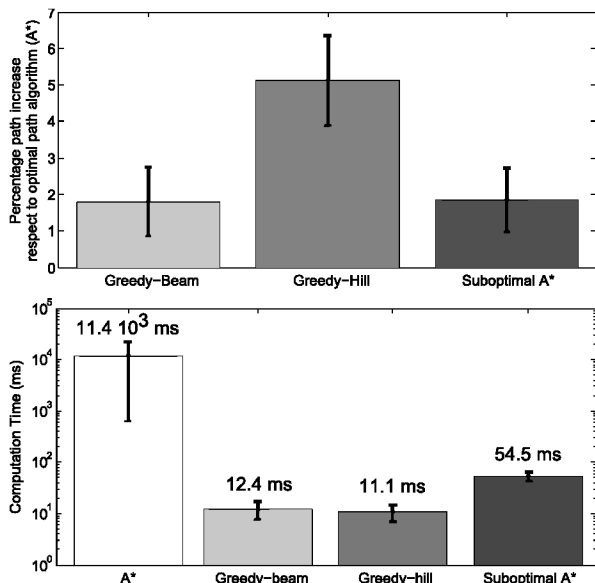 Percentage path increase
respect to optimal path algorithm (A*)
7
6
5
4
3
2
1
0
Greedy-Beam
Greedy-Hill
Suboptimal A*
Computation Time (ms)
10^5
10^4
10^3
10^2
10^1
10^0
11.4 10^3 ms
12.4 ms
11.1 ms
54.5 ms
A*
Greedy-beam
Greedy-hill
Suboptimal A*